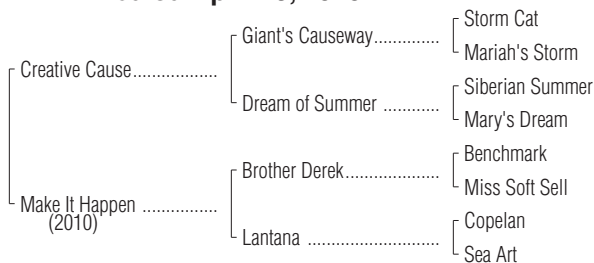 Storm Cat
Giant's Causeway.............
Mariah's Storm
Creative Cause.................
Siberian Summer
Dream of Summer ...........
Mary's Dream
Benchmark
Brother Derek..................
Miss Soft Sell
Make It Happen ...............
(2010)
Copelan
Lantana ..........................
Sea Art